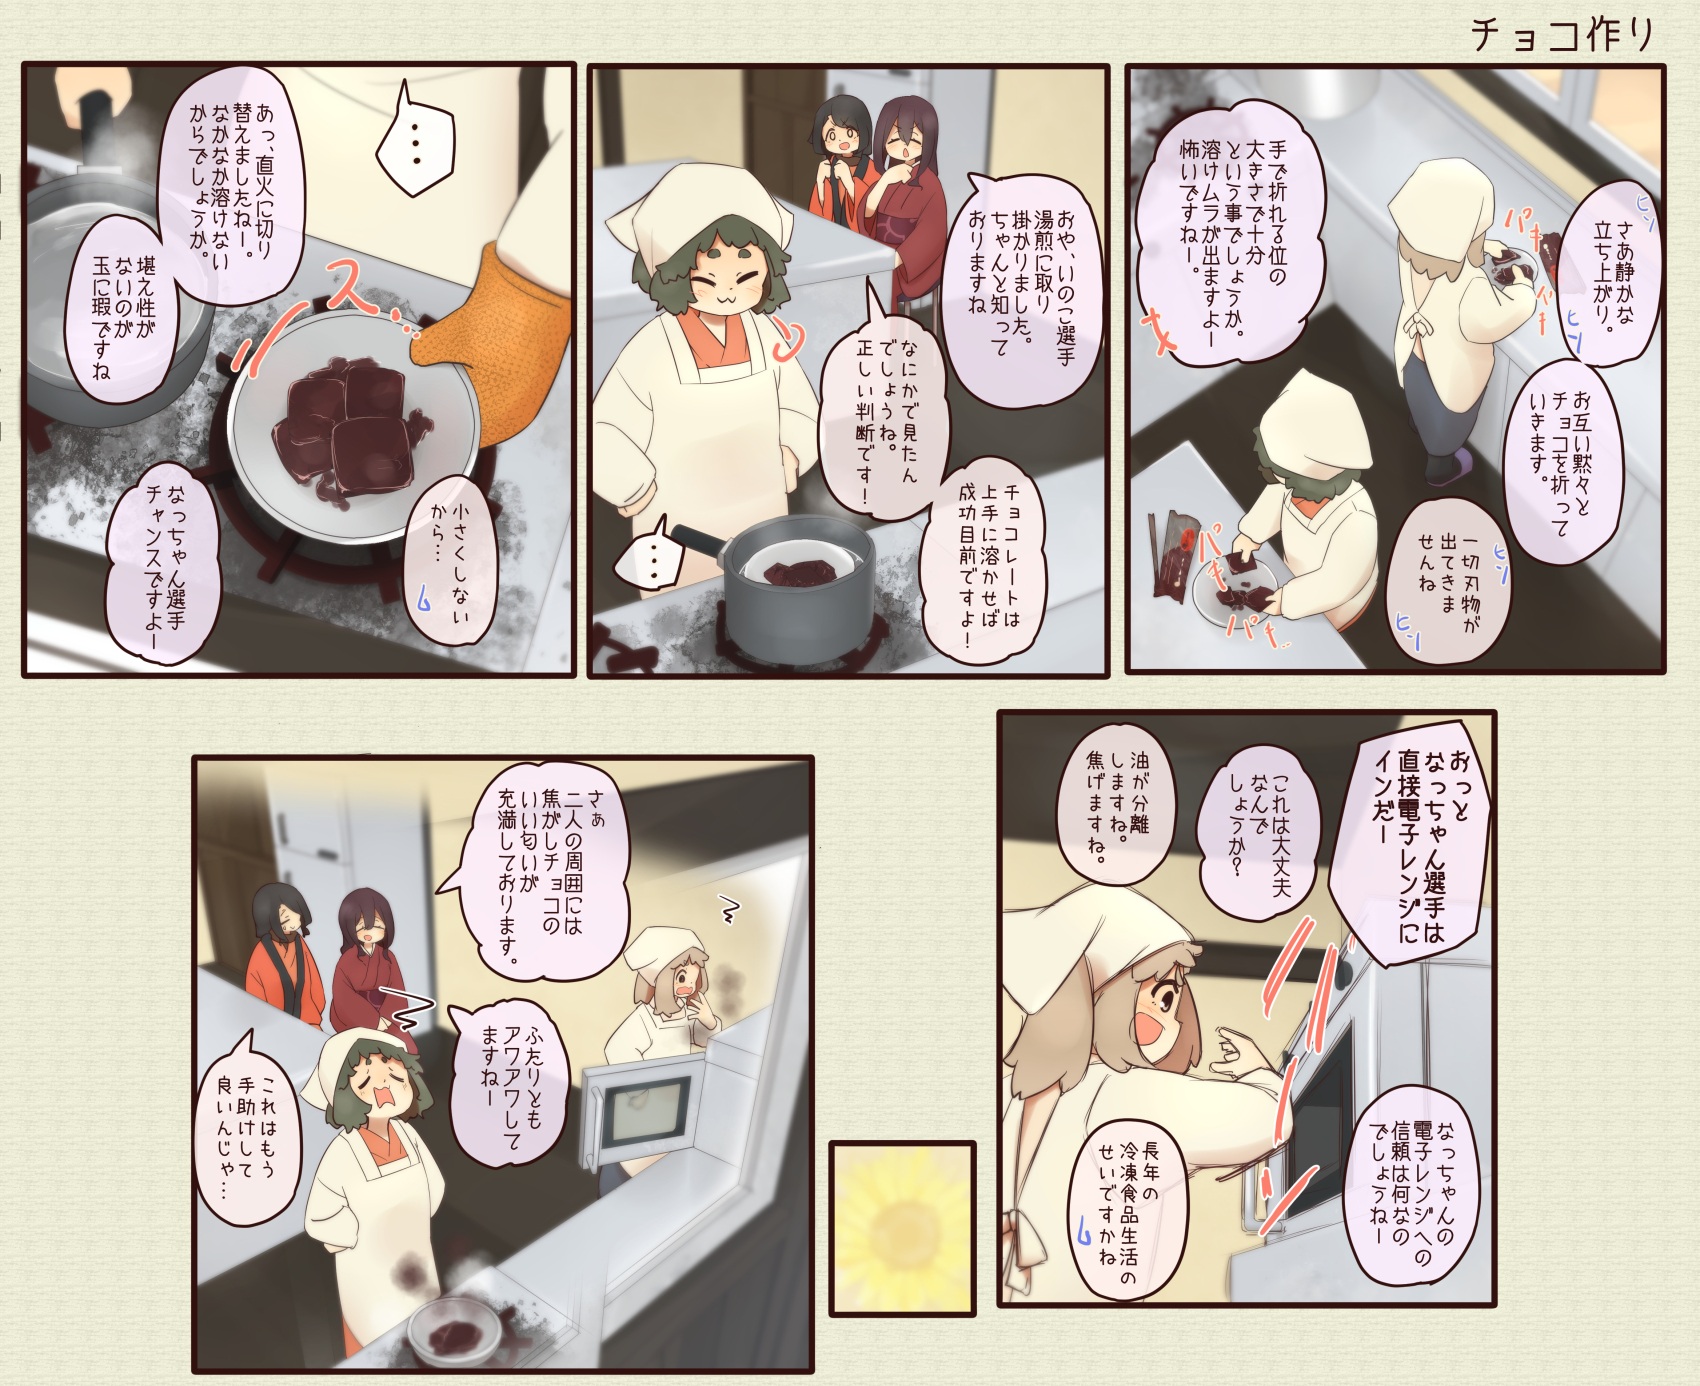 チョコ作り
さあ静かな
立ち上がり。
ヒン
ヒン
パキ
パキ
お互い黙々と
チョコを折って
いきます。
一切刃物が
出てきま
せんね
ヒン
ヒン
手で折れる位の
大きさで十分
という事でしょうか。
溶けムラが出ますよー
怖いですねー。
パキ
パキ…
おや、いのこ選手
湯煎に取り
掛かりました。
ちゃんと知って
おりますね
なにかで見たん
でしょうね。
正しい判断です！
チョコレートは
上手に溶かせば
成功目前ですよ！
…
…
あっ、直火に切り
替えましたねー。
なかなか溶けない
からでしょうか。
堪え性が
ないのが
玉に瑕ですね
ス…
小さくしない
から…
なっちゃん選手
チャンスですよー
おっと
なっちゃん選手は
直接電子レンジに
インだー
これは大丈夫
なんで
しょうか？
油が分離
しますね。
焦げますね。
なっちゃんの
電子レンジへの
信頼は何なの
でしょうねー
長年の
冷凍食品生活の
せいですかね
さぁ
二人の周囲には
焦がしチョコの
いい匂いが
充満しております。
ふたりとも
アワアワして
ますねー
これはもう
手助けして
良いんじゃ…